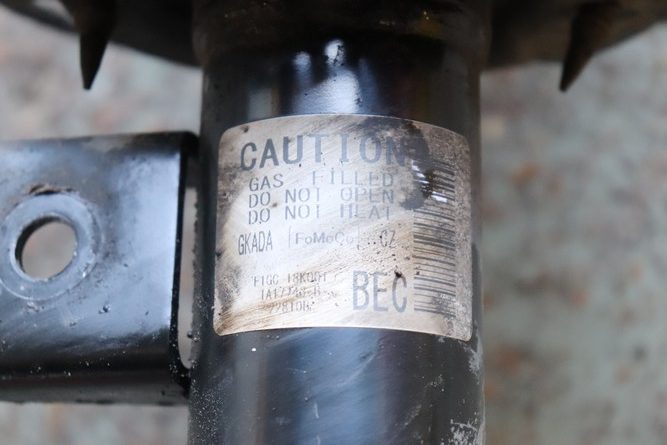 CAUTION
GAS FILLED
DO NOT OPEN
DO NOT HEAT
GKADA [FoMoCo] CZ
BEC